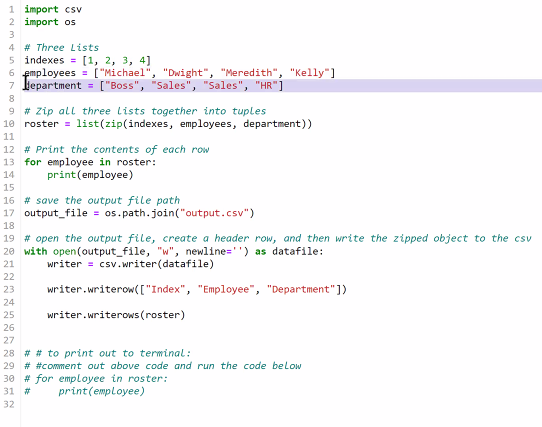 1 import csv
2 import os
3
4 # Three Lists
5 indexes = [1, 2, 3, 4]
6 employees = ["Michael", "Dwight", "Meredith", "Kelly"]
7 department = ["Boss", "Sales", "Sales", "HR"]
8
9 # Zip all three lists together into tuples
10 roster = list(zip(indexes, employees, department))
11
12 # Print the contents of each row
13 for employee in roster:
14     print(employee)
15
16 # save the output file path
17 output_file = os.path.join("output.csv")
18
19 # open the output file, create a header row, and then write the zipped object to the csv
20 with open(output_file, "w", newline='') as datafile:
21     writer = csv.writer(datafile)
22
23     writer.writerow(["Index", "Employee", "Department"])
24
25     writer.writerows(roster)
26
27
28 # # to print out to terminal:
29 # #comment out above code and run the code below
30 # for employee in roster:
31 #     print(employee)
32